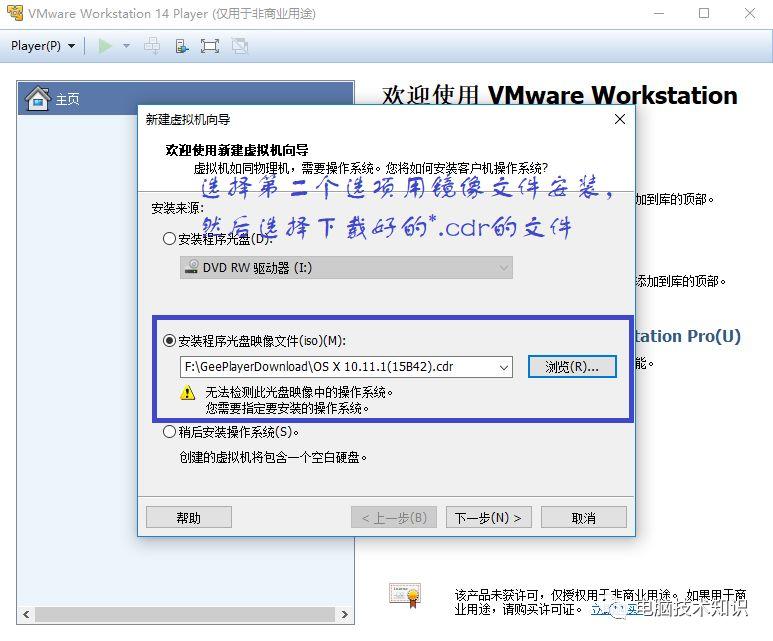 VMware Workstation 14 Player (仅用于非商业用途)
Player(P)
主页
欢迎使用 VMware Workstation
新建虚拟机向导
欢迎使用新建虚拟机向导
虚拟机如同物理机，需要操作系统。您将如何安装客户机操作系统?
选择第二个选项用镜像文件安装，
加到库的顶部。
安装来源:
然后选择下载好的*.cdr的文件
安装程序光盘(D):
DVD RW 驱动器 (I:)
添加到库的顶部。
tation Pro(U)
安装程序光盘映像文件(iso)(M):
能。
F:\GeePlayerDownload\OS X 10.11.1(15B42).cdr
浏览(R)...
无法检测此光盘映像中的操作系统。
您需要指定要安装的操作系统。
稍后安装操作系统(S)。
创建的虚拟机将包含一个空白硬盘。
帮助
< 上一步(B)
下一步(N) >
取消
该产品未获许可，仅授权用于非商业用途。 如果用于商
业用途，请购买许可证。
电脑技术知识